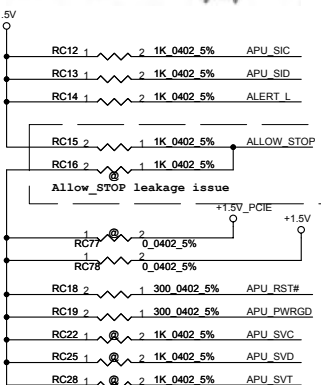 .5V
RC12 1 2 1K_0402_5% APU_SIC
RC13 1 2 1K_0402_5% APU_SID
RC14 1 2 1K_0402_5% ALERT_L
RC15 2 1 1K_0402_5% ALLOW_STOP
RC16 2 1 1K_0402_5%
@
Allow_STOP leakage issue
+1.5V_PCIE
+1.5V
1 @ 2
RC77 0_0402_5%
1 2
RC78 0_0402_5%
RC18 2 1 300_0402_5% APU_RST#
RC19 2 1 300_0402_5% APU_PWRGD
RC22 1 @ 2 1K_0402_5% APU_SVC
RC25 1 @ 2 1K_0402_5% APU_SVD
RC28 1 @ 2 1K_0402_5% APU_SVT